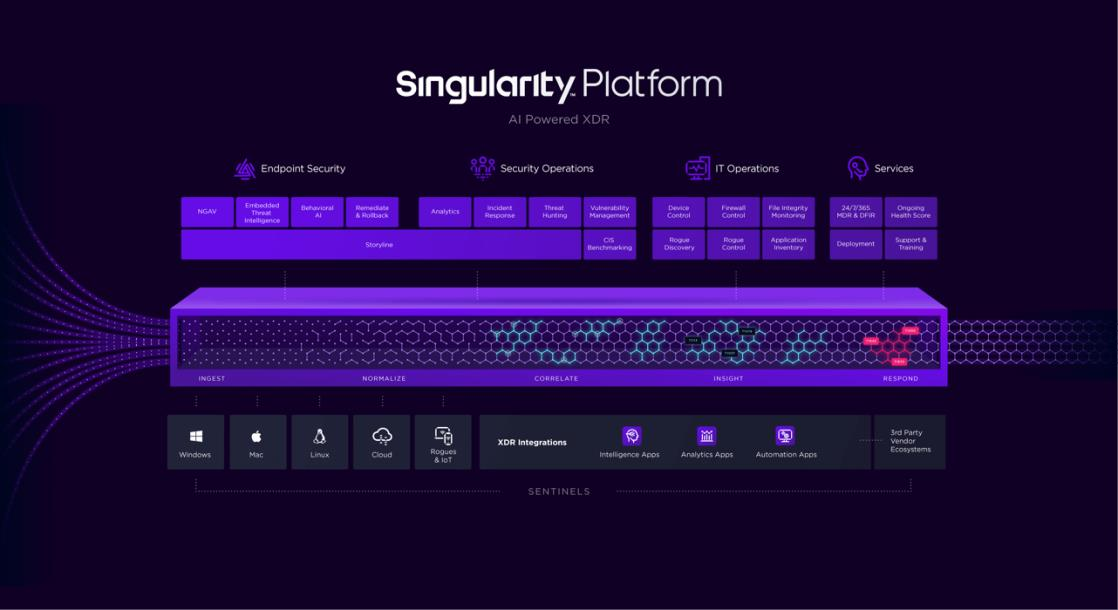 Singularity™ Platform
AI Powered XDR
Endpoint Security
Security Operations
IT Operations
Services
NGAV
Embedded
Threat
Intelligence
Behavioral
AI
Remediate
& Rollback
Analytics
Incident
Response
Threat
Hunting
Vulnerability
Management
Device
Control
Firewall
Control
File Integrity
Monitoring
24/7/365
MDR & DFIR
Ongoing
Health Score
Storyline
CIS
Benchmarking
Rogue
Discovery
Rogue
Control
Application
Inventory
Deployment
Support &
Training
INGEST
NORMALIZE
CORRELATE
INSIGHT
RESPOND
Windows
Mac
Linux
Cloud
Rogues
& IoT
XDR Integrations
Intelligence Apps
Analytics Apps
Automation Apps
3rd Party
Vendor
Ecosystems
SENTINELS